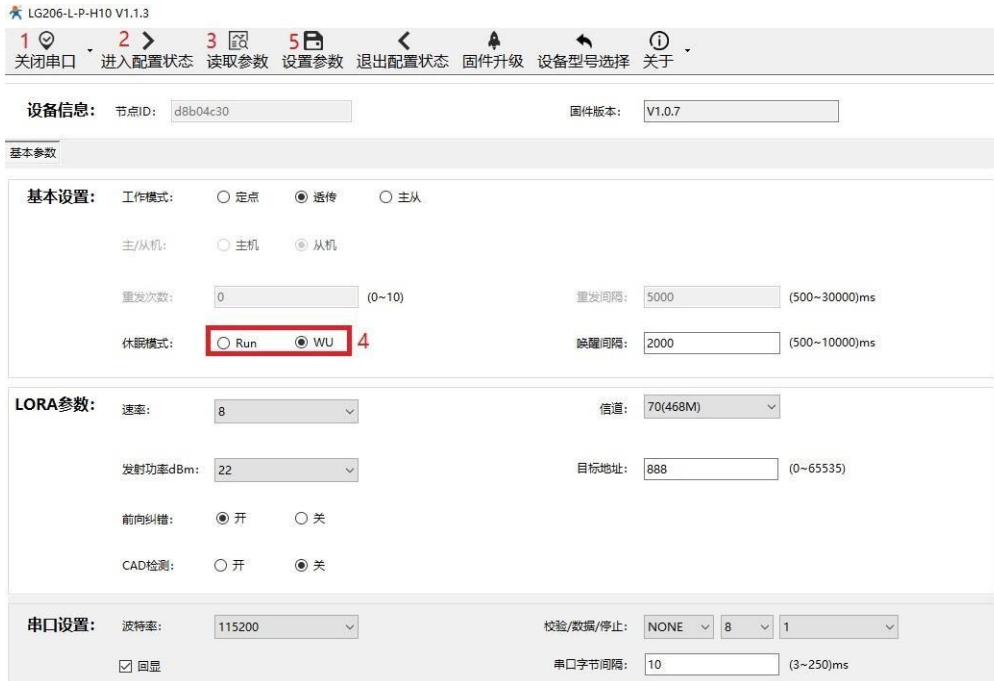 LG206-L-P-H10 V1.1.3
1 2 3 5
关闭串口 进入配置状态 读取参数 设置参数 退出配置状态 固件升级 设备型号选择 关于
设备信息: 节点ID: d8b04c30 固件版本: V1.0.7
基本参数
基本设置: 工作模式: 定点 透传 主从
主/从机: 主机 从机
重发次数: 0 (0~10) 重发间隔: 5000 (500~30000)ms
休眠模式: Run WU 4 唤醒间隔: 2000 (500~10000)ms
LORA参数: 速率: 8 信道: 70(468M)
发射功率dBm: 22 目标地址: 888 (0~65535)
前向纠错: 开 关
CAD检测: 开 关
串口设置: 波特率: 115200 校验/数据/停止: NONE 8 1
回显 串口字节间隔: 10 (3~250)ms